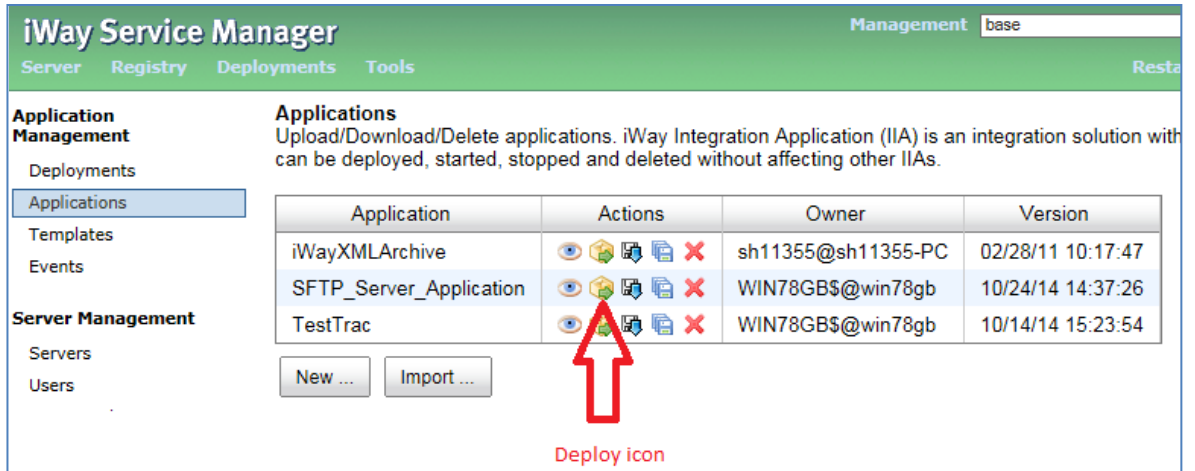 iWay Service Manager
Management base
Server Registry Deployments Tools
Application
Management
Deployments
Applications
Templates
Events
Server Management
Servers
Users
Applications
Upload/Download/Delete applications. iWay Integration Application (IIA) is an integration solution with
can be deployed, started, stopped and deleted without affecting other IIAs.
Application Actions Owner Version
iWayXMLArchive sh11355@sh11355-PC 02/28/11 10:17:47
SFTP_Server_Application WIN78GB$@win78gb 10/24/14 14:37:26
TestTrac WIN78GB$@win78gb 10/14/14 15:23:54
New ... Import ...
Deploy icon